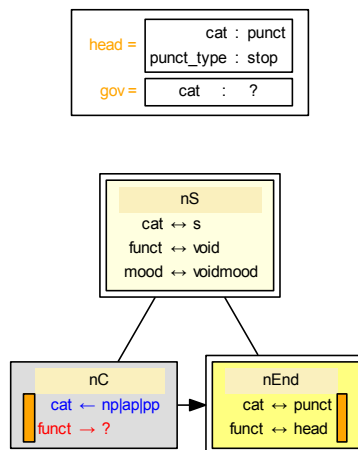 head = cat : punct
punct_type : stop
gov = cat : ?
nS
cat ↔ s
funct ↔ void
mood ↔ voidmood
nC
cat ← np|ap|pp
funct → ?
nEnd
cat ↔ punct
funct ↔ head